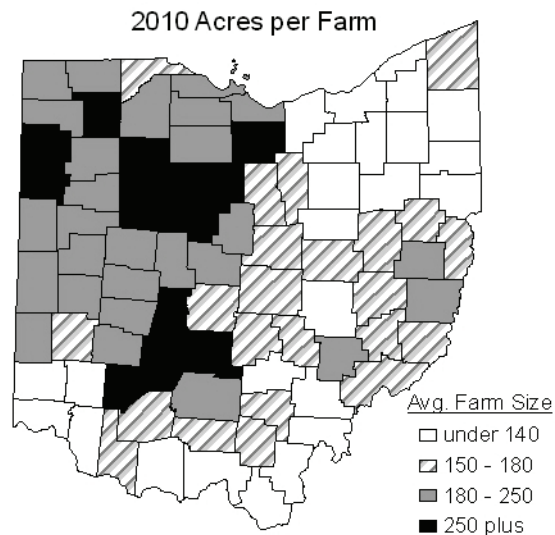 2010 Acres per Farm
Avg. Farm Size
under 140
150 - 180
180 - 250
250 plus